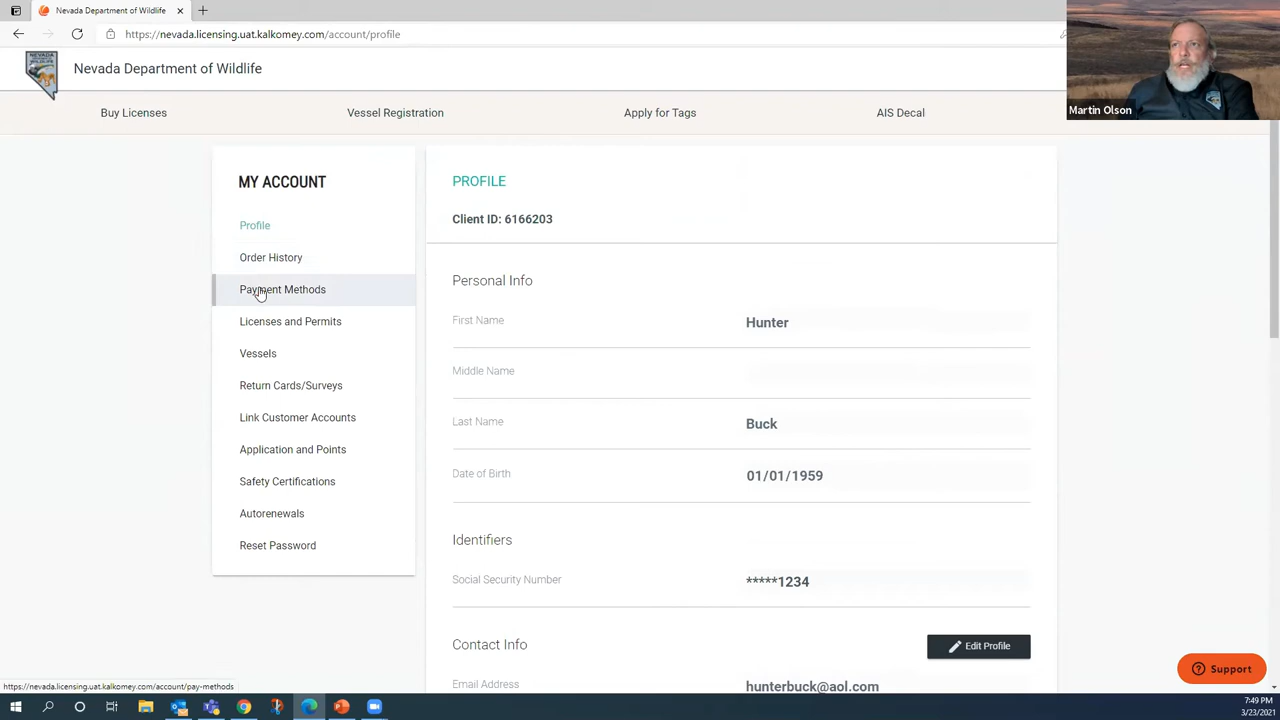 Nevada Department of Wildlife
https://nevada.licensing.uat.kalkomey.com/account/profile
Martin Olson
Nevada Department of Wildlife
Buy Licenses
Vessel Registration
Apply for Tags
AIS Decal
MY ACCOUNT
Profile
Order History
Payment Methods
Licenses and Permits
Vessels
Return Cards/Surveys
Link Customer Accounts
Application and Points
Safety Certifications
Autorenewals
Reset Password
PROFILE
Client ID: 6166203
Personal Info
First Name Hunter
Middle Name
Last Name Buck
Date of Birth 01/01/1959
Identifiers
Social Security Number *****1234
Contact Info
Edit Profile
Email Address hunterbuck@aol.com
Support
https://nevada.licensing.uat.kalkomey.com/account/pay-methods
7:49 PM
3/23/2021